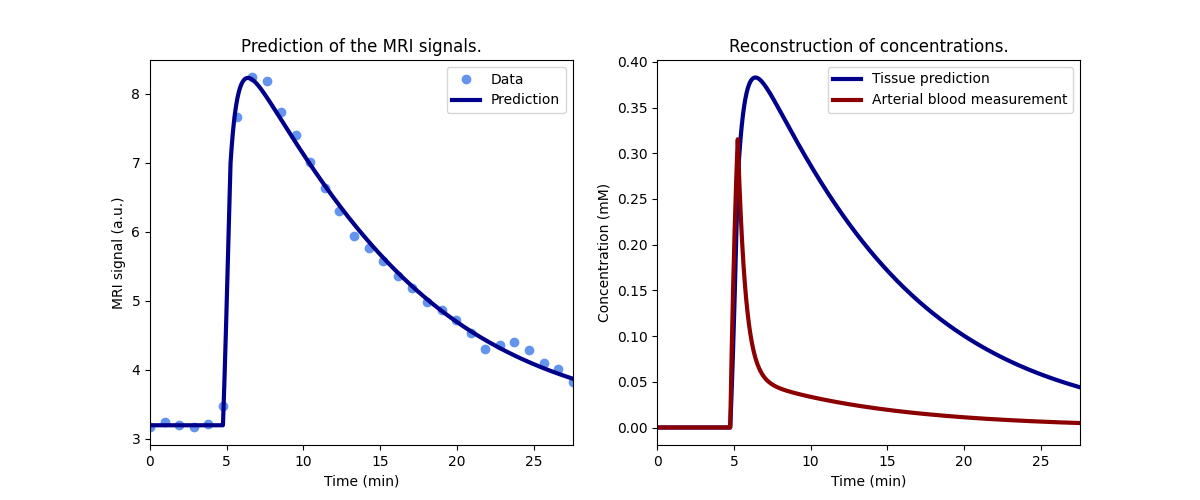 Prediction of the MRI signals.
MRI signal (a.u.)
8
7
6
5
4
3
0 5 10 15 20 25
Time (min)
Data
Prediction
Reconstruction of concentrations.
Concentration (mM)
0.40
0.35
0.30
0.25
0.20
0.15
0.10
0.05
0.00
0 5 10 15 20 25
Time (min)
Tissue prediction
Arterial blood measurement